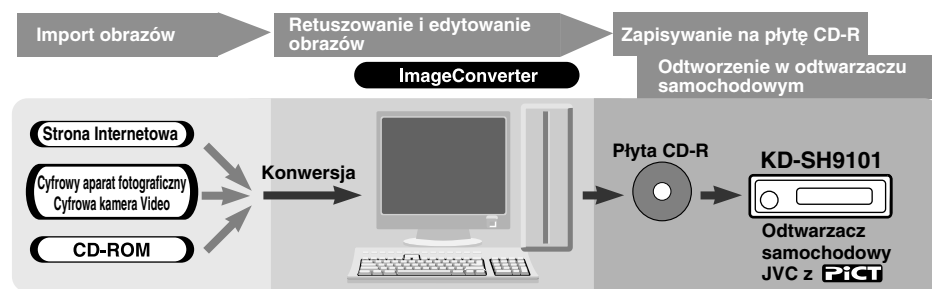 Import obrazów
Retuszowanie i edytowanie
obrazów
Zapisywanie na płytę CD-R
Odtworzenie w odtwarzaczu
samochodowym
ImageConverter
Strona Internetowa
Cyfrowy aparat fotograficzny
Cyfrowa kamera Video
CD-ROM
Konwersja
Płyta CD-R
KD-SH9101
Odtwarzacz
samochodowy
JVC z PiCT